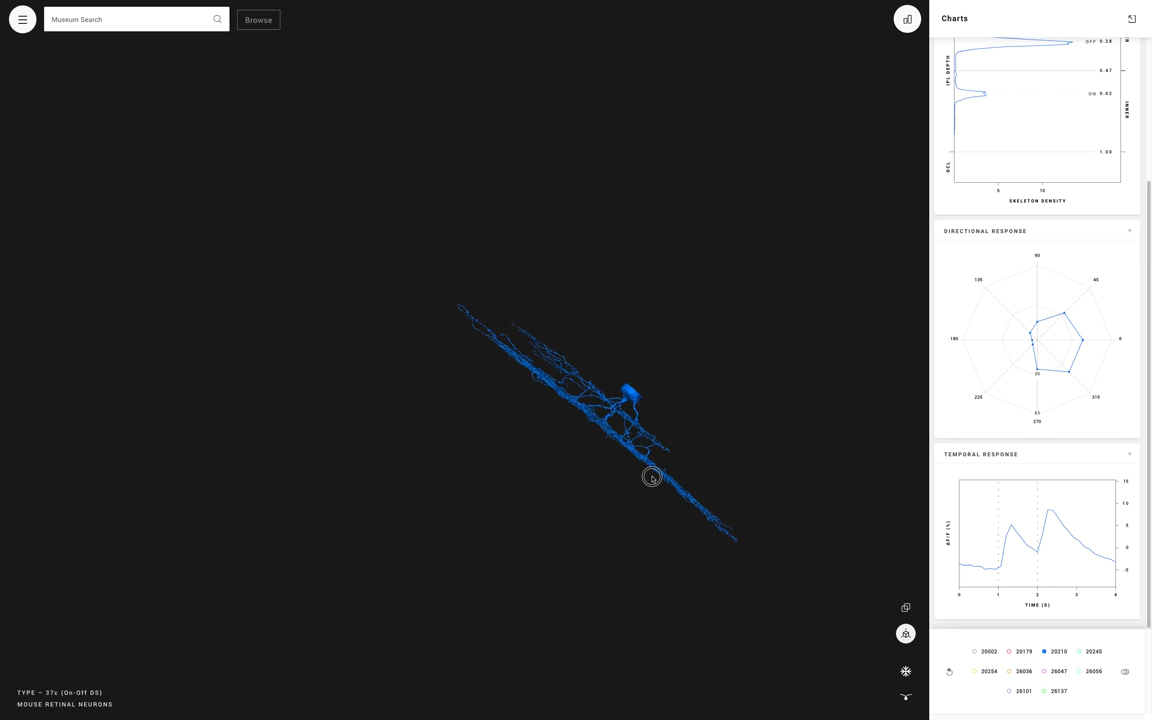 Museum Search
Browse
Charts
OFF 0.28
IPL DEPTH
0.47
ON 0:62
INNER
1.00
GCL
5 10
SKELETON DENSITY
DIRECTIONAL RESPONSE +
90
135 45
180 0
30
225 315
63
270
TEMPORAL RESPONSE +
15
10
5
0
-5
ΔF/F (%)
0 1 2 3 4
TIME (S)
20002 20179 20210 20245
20254 26036 26047 26056
26101 26137
TYPE – 37c (On-Off DS)
MOUSE RETINAL NEURONS